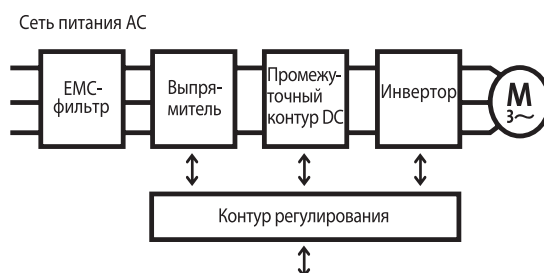 Сеть питания AC
EMC-
фильтр
Выпря-
митель
Промежу-
точный
контур DC
Инвертор
M
3~
Контур регулирования